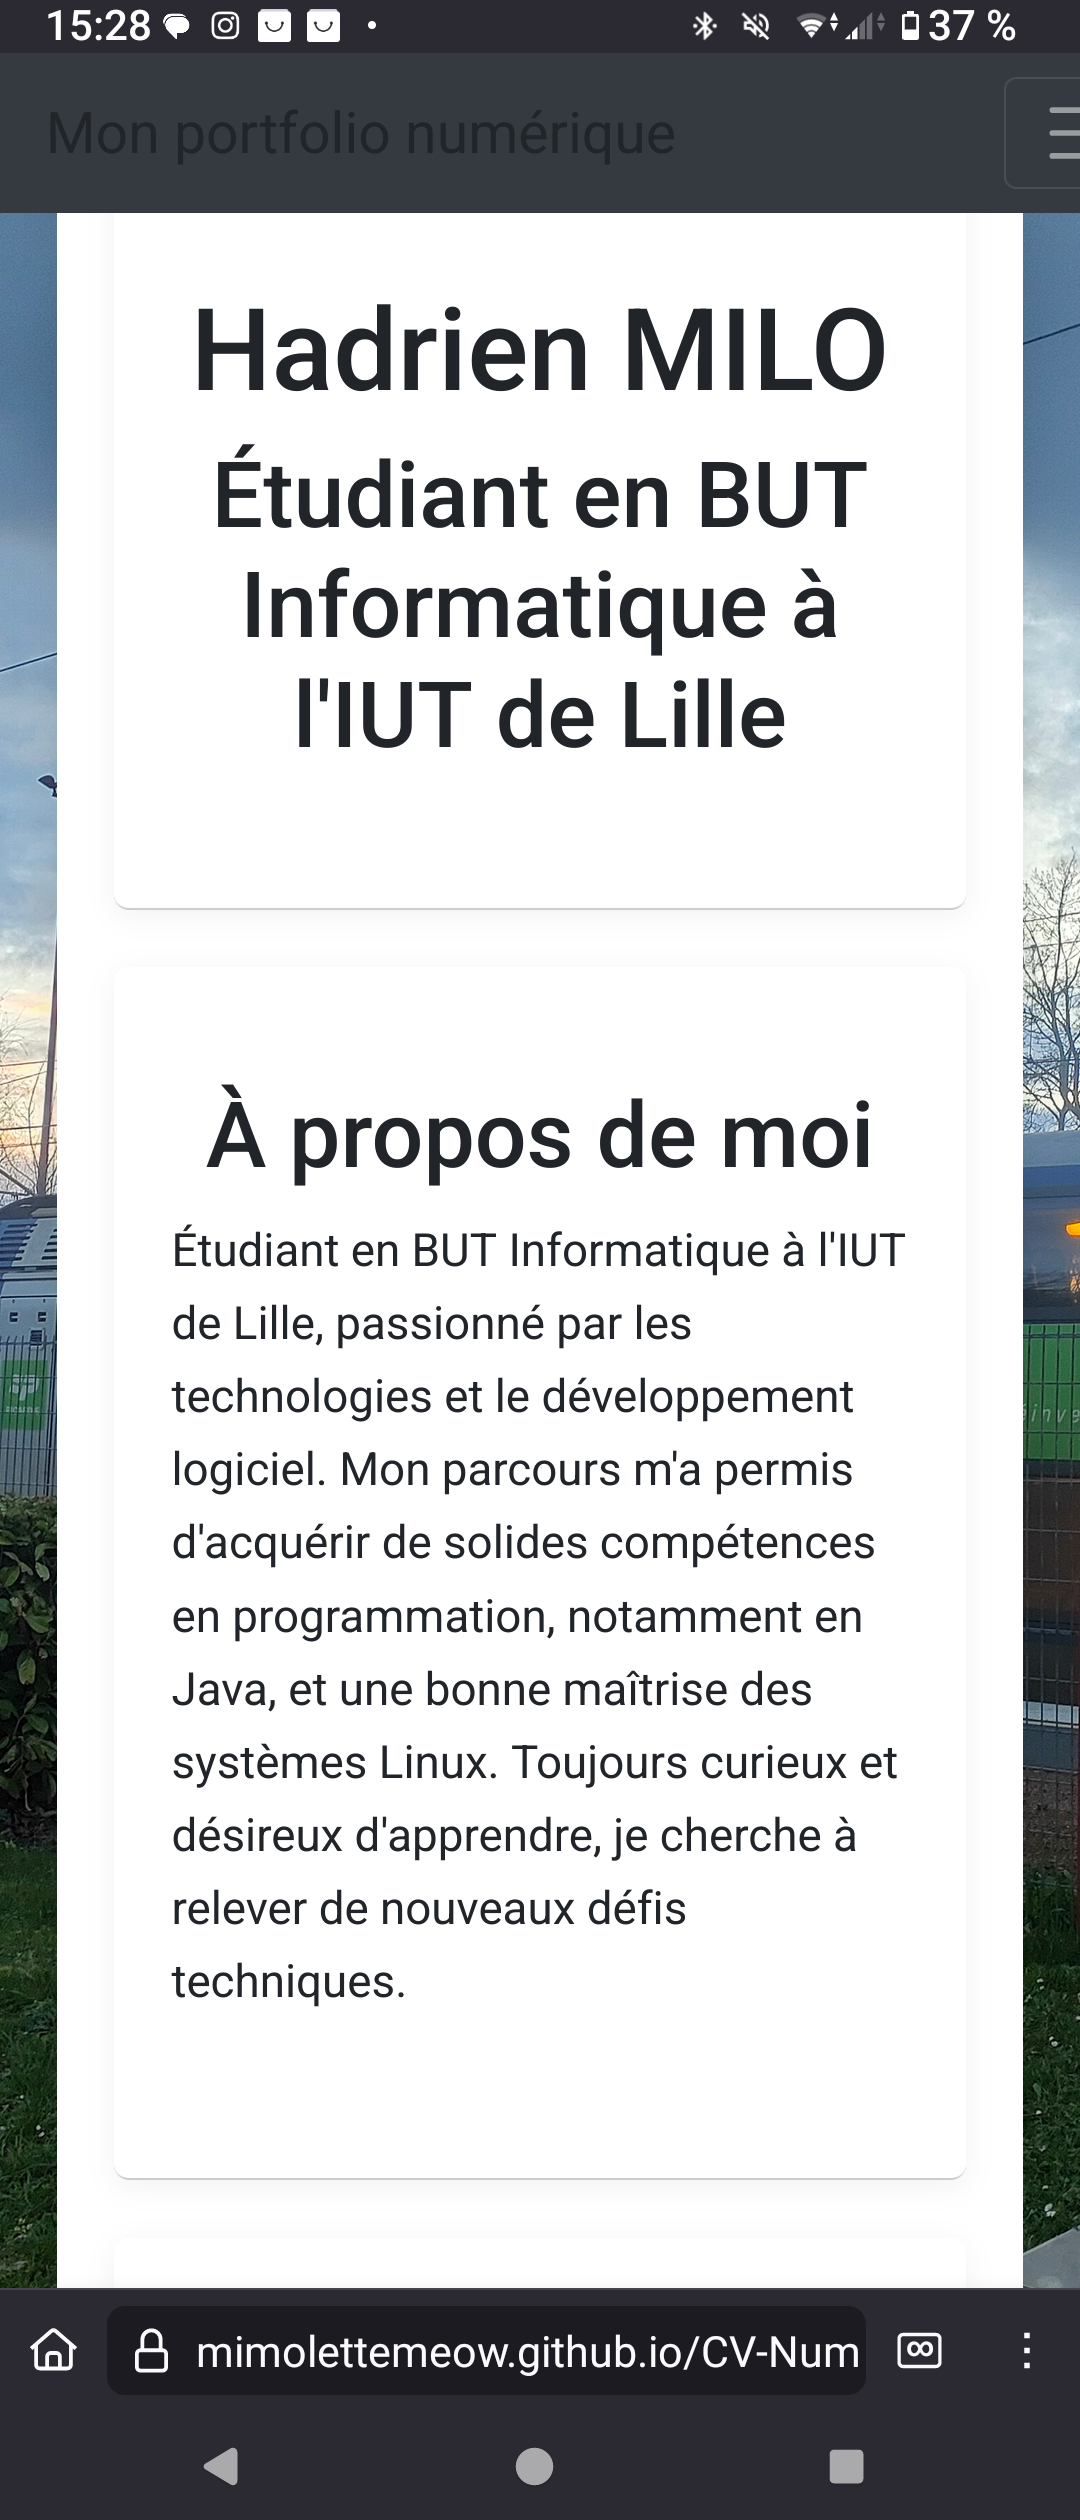 15:28
37 %
Mon portfolio numérique
Hadrien MILO
Étudiant en BUT
Informatique à
l'IUT de Lille
À propos de moi
Étudiant en BUT Informatique à l'IUT
de Lille, passionné par les
technologies et le développement
logiciel. Mon parcours m'a permis
d'acquérir de solides compétences
en programmation, notamment en
Java, et une bonne maîtrise des
systèmes Linux. Toujours curieux et
désireux d'apprendre, je cherche à
relever de nouveaux défis
techniques.
mimolettemeow.github.io/CV-Num